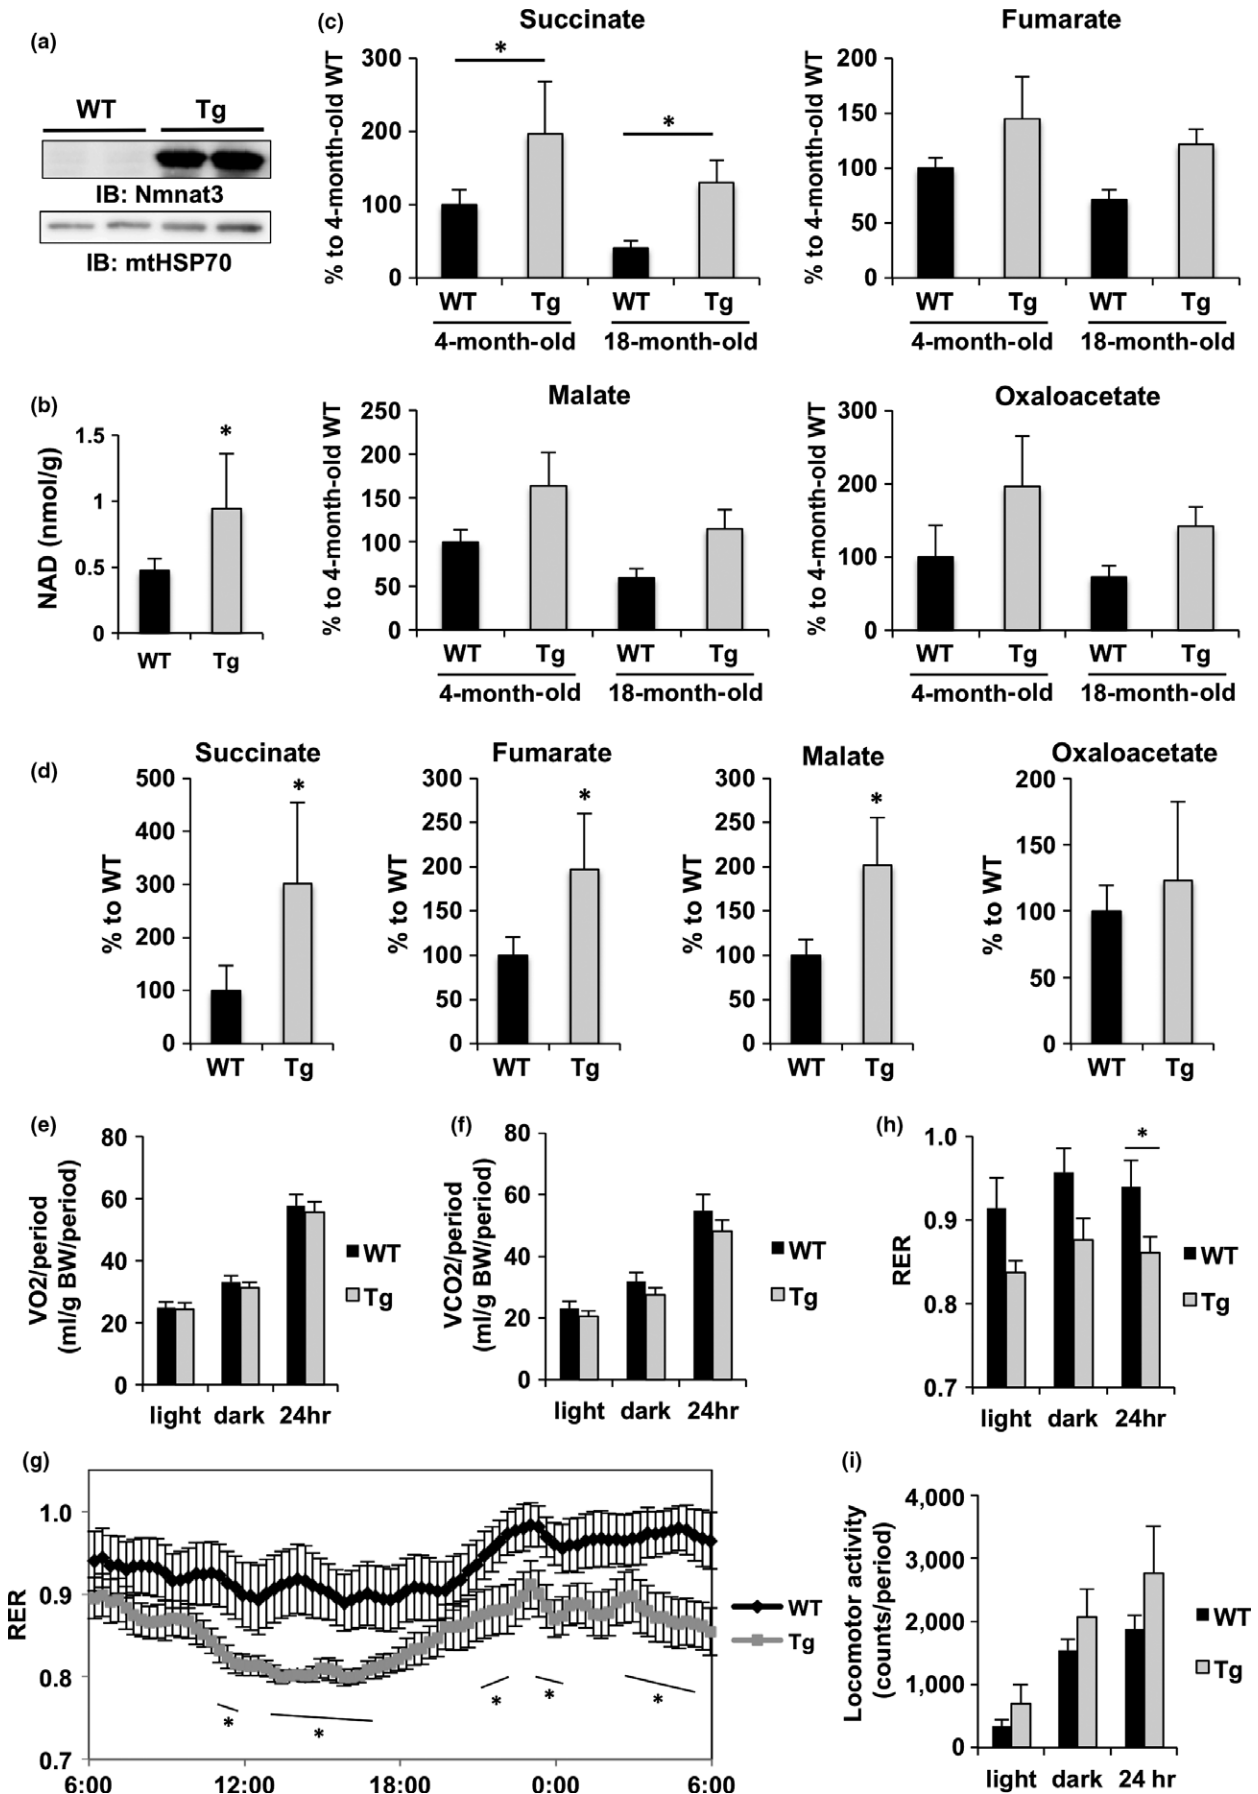 (a)
WT Tg
IB: Nmnat3
IB: mtHSP70
(b)
NAD (nmol/g)
1.5
1
0.5
0
*
WT Tg
(c)
Succinate
% to 4-month-old WT
300
200
100
0
*
*
WT Tg WT Tg
4-month-old 18-month-old
Fumarate
% to 4-month-old WT
200
150
100
50
0
WT Tg WT Tg
4-month-old 18-month-old
Malate
% to 4-month-old WT
250
200
150
100
50
0
WT Tg WT Tg
4-month-old 18-month-old
Oxaloacetate
% to 4-month-old WT
300
200
100
0
WT Tg WT Tg
4-month-old 18-month-old
(d)
Succinate
% to WT
500
400
300
200
100
0
*
WT Tg
Fumarate
% to WT
300
250
200
150
100
50
0
*
WT Tg
Malate
% to WT
300
250
200
150
100
50
0
*
WT Tg
Oxaloacetate
% to WT
200
150
100
50
0
WT Tg
(e)
VO2/period
(ml/g BW/period)
80
60
40
20
0
light dark 24hr
WT
Tg
(f)
VCO2/period
(ml/g BW/period)
80
60
40
20
0
light dark 24hr
WT
Tg
(h)
RER
1.0
0.9
0.8
0.7
*
light dark 24hr
WT
Tg
(g)
RER
1.0
0.9
0.8
0.7
* * * * *
6:00 12:00 18:00 0:00 6:00
WT
Tg
(i)
Locomotor activity
(counts/period)
4,000
3,000
2,000
1,000
0
light dark 24 hr
WT
Tg